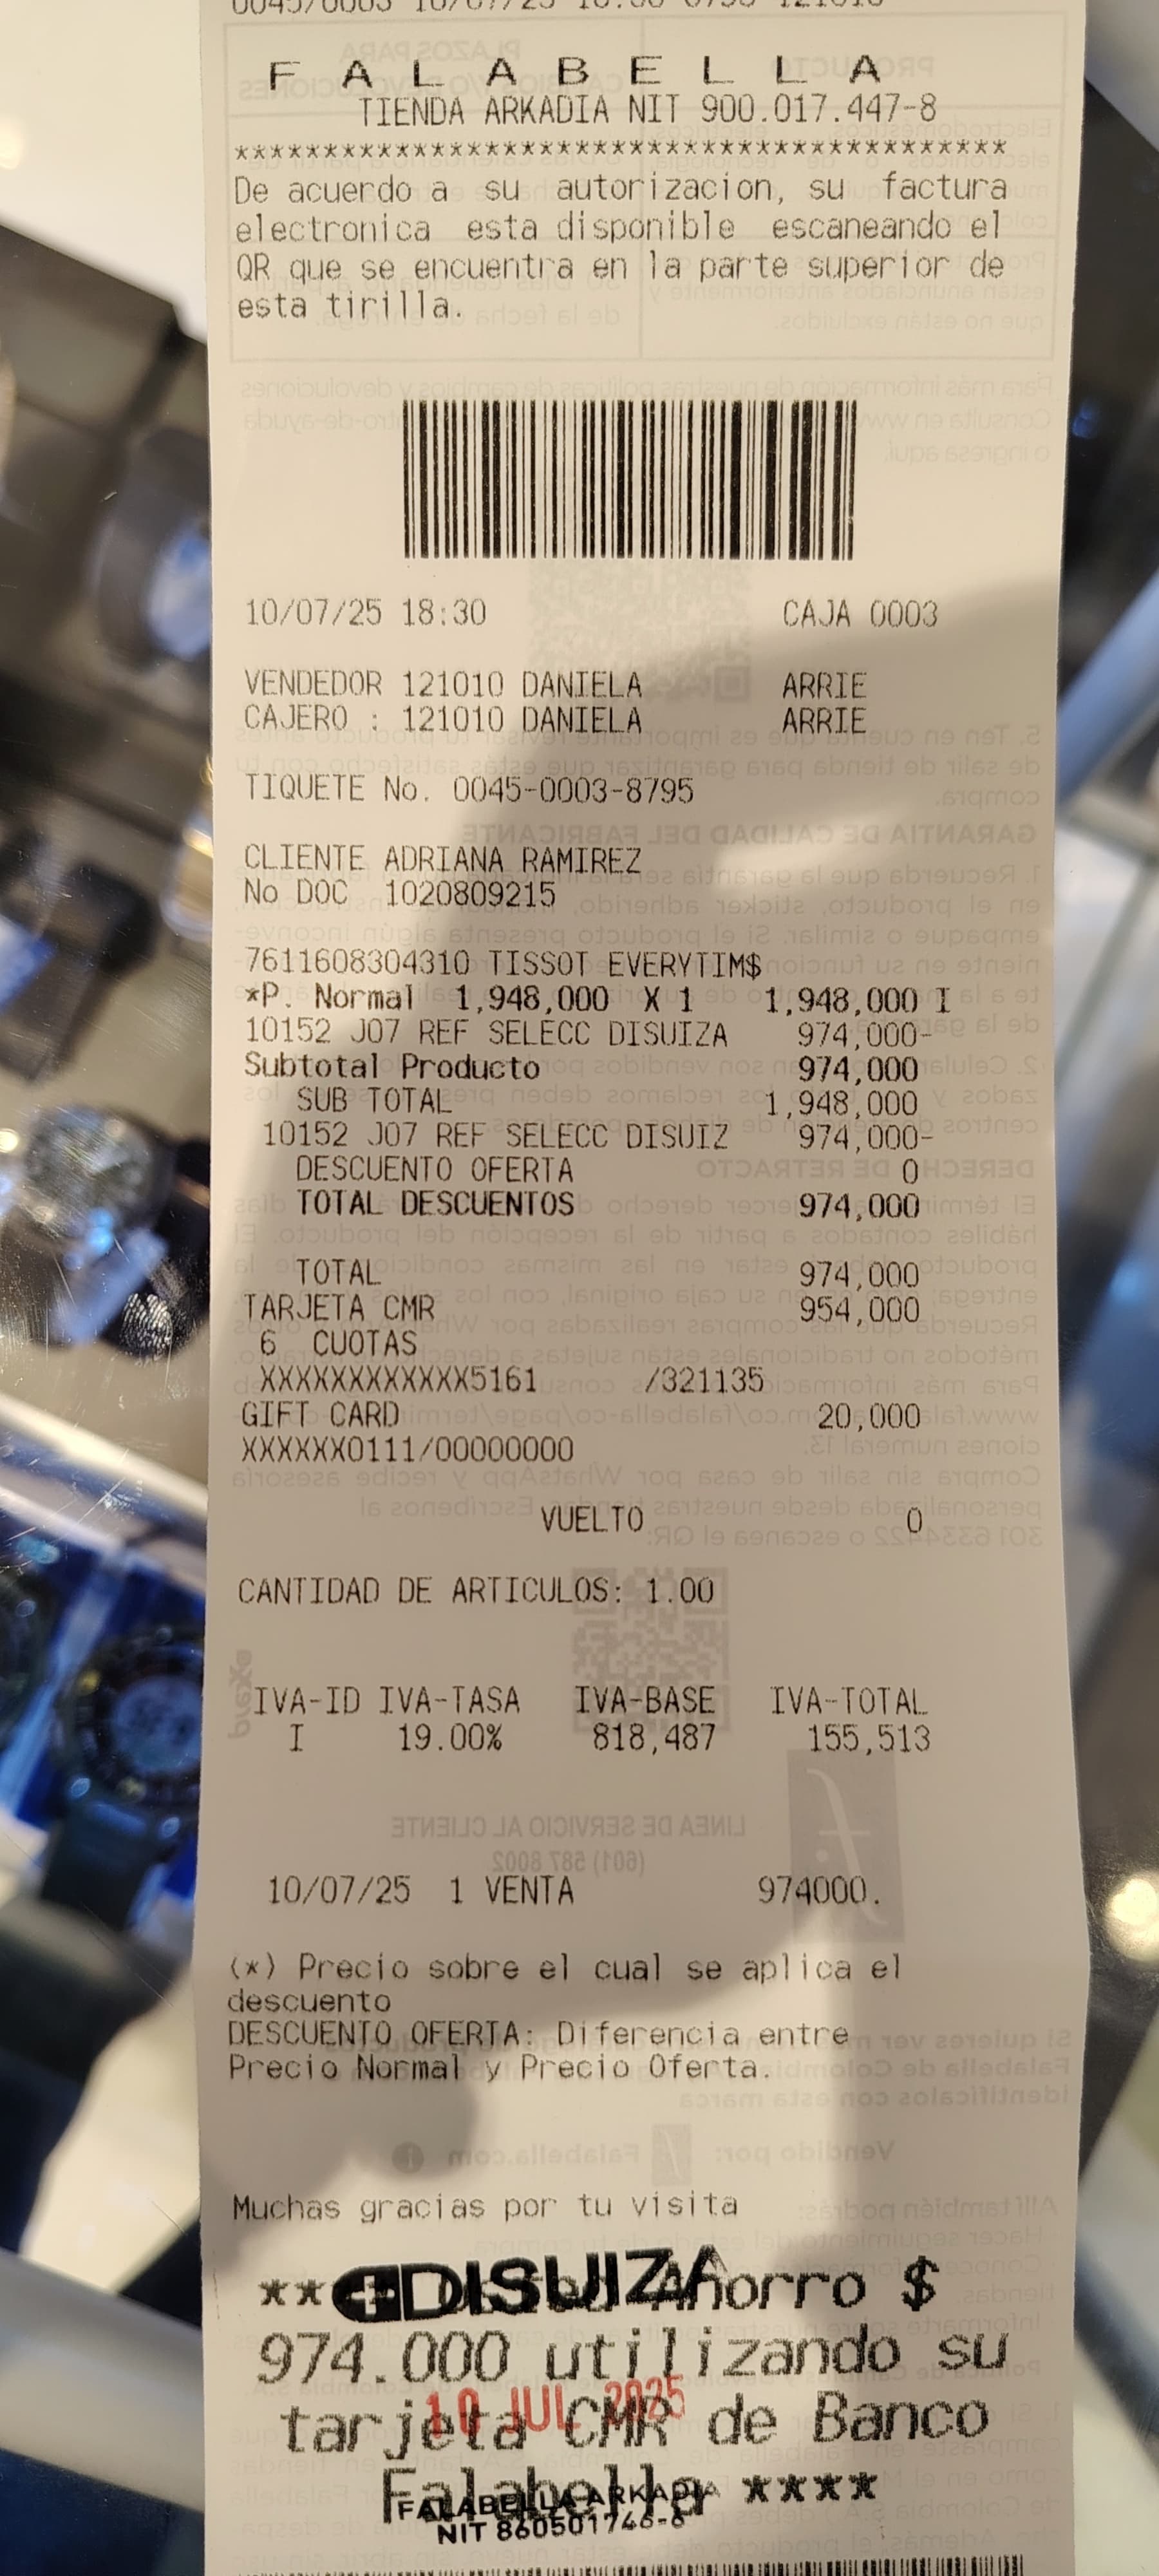 F A L A B E L L A
TIENDA ARKADIA NIT 900.017.447-8
********************************************
De acuerdo a su autorizacion, su factura
electronica esta disponible escaneando el
QR que se encuentra en la parte superior de
esta tirilla.
10/07/25 18:30 CAJA 0003
VENDEDOR 121010 DANIELA ARRIE
CAJERO : 121010 DANIELA ARRIE
TIQUETE No. 0045-0003-8795
CLIENTE ADRIANA RAMIREZ
No DOC 1020809215
7611608304310 TISSOT EVERYTIM$
*P. Normal 1,948,000 X 1 1,948,000 I
10152 J07 REF SELECC DISUIZA 974,000-
Subtotal Producto 974,000
SUB TOTAL 1,948,000
10152 J07 REF SELECC DISUIZ 974,000-
DESCUENTO OFERTA 0
TOTAL DESCUENTOS 974,000
TOTAL 974,000
TARJETA CMR 954,000
6 CUOTAS
XXXXXXXXXXXX5161 /321135
GIFT CARD 20,000
XXXXXX0111/00000000
VUELTO 0
CANTIDAD DE ARTICULOS: 1.00
IVA-ID IVA-TASA IVA-BASE IVA-TOTAL
I 19.00% 818,487 155,513
10/07/25 1 VENTA 974000.
(*) Precio sobre el cual se aplica el
descuento
DESCUENTO OFERTA: Diferencia entre
Precio Normal y Precio Oferta.
Muchas gracias por tu visita
DISUIZA
Ahorro $
974.000 utilizando su
10 JUL 2025
tarjeta CMR de Banco
Falabella ****
FALABELLA ARKADIA
NIT 860501746-6